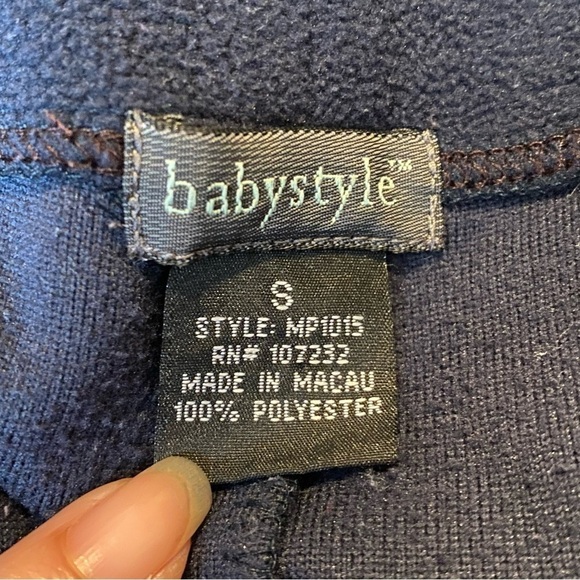 babystyle™
S
STYLE: MP1015
RN# 107232
MADE IN MACAU
100% POLYESTER